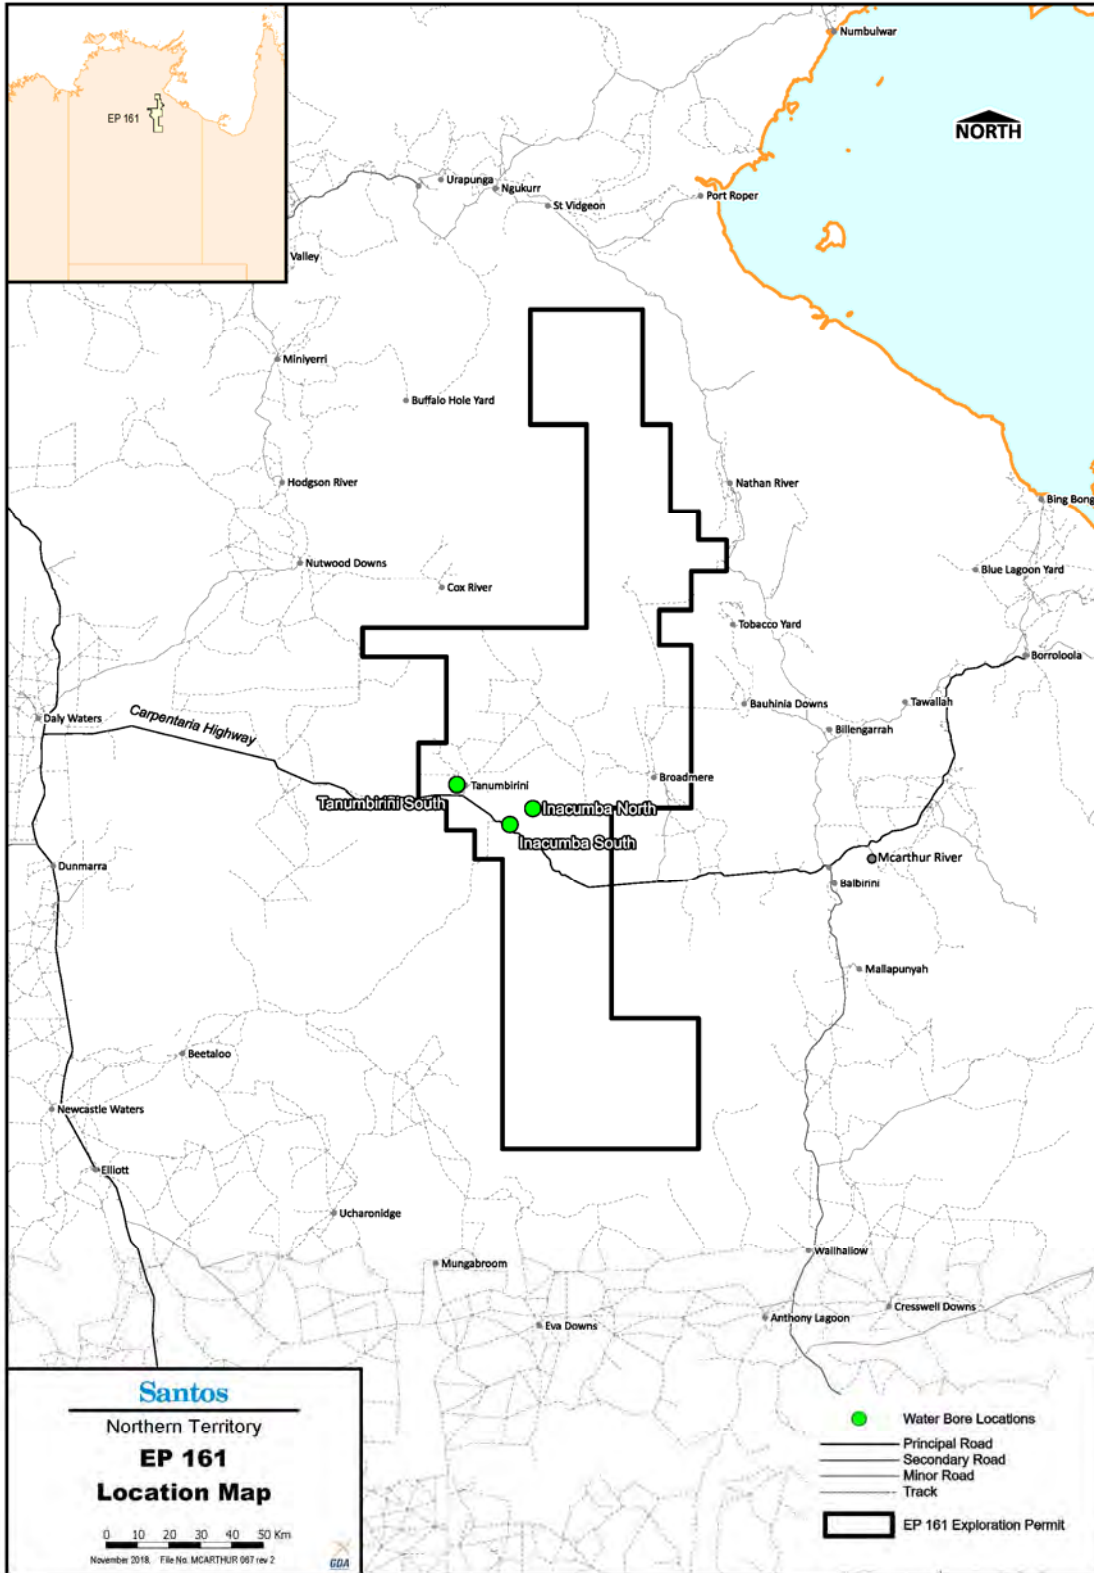 Numbulwar
NORTH
EP 161
Urapunga
Ngukurr
St Vidgeon
Port Roper
Valley
Miniyerri
Buffalo Hole Yard
Hodgson River
Nathan River
Bing Bong
Nutwood Downs
Cox River
Blue Lagoon Yard
Tobacco Yard
Borroloola
Bauhinia Downs
Tawallah
Daly Waters
Carpentaria Highway
Billengarrah
Broadmere
Tanumbirini
Tanumbirini South
Inacumba North
Inacumba South
Dunmarra
Mcarthur River
Balbirini
Mallapunyah
Beetaloo
Newcastle Waters
Elliott
Ucharonidge
Mungabroom
Wallhallow
Cresswell Downs
Anthony Lagoon
Eva Downs
Santos
Northern Territory
EP 161
Location Map
0 10 20 30 40 50 Km
November 2018. File No. MCARTHUR 067 rev 2
GDA
Water Bore Locations
Principal Road
Secondary Road
Minor Road
Track
EP 161 Exploration Permit